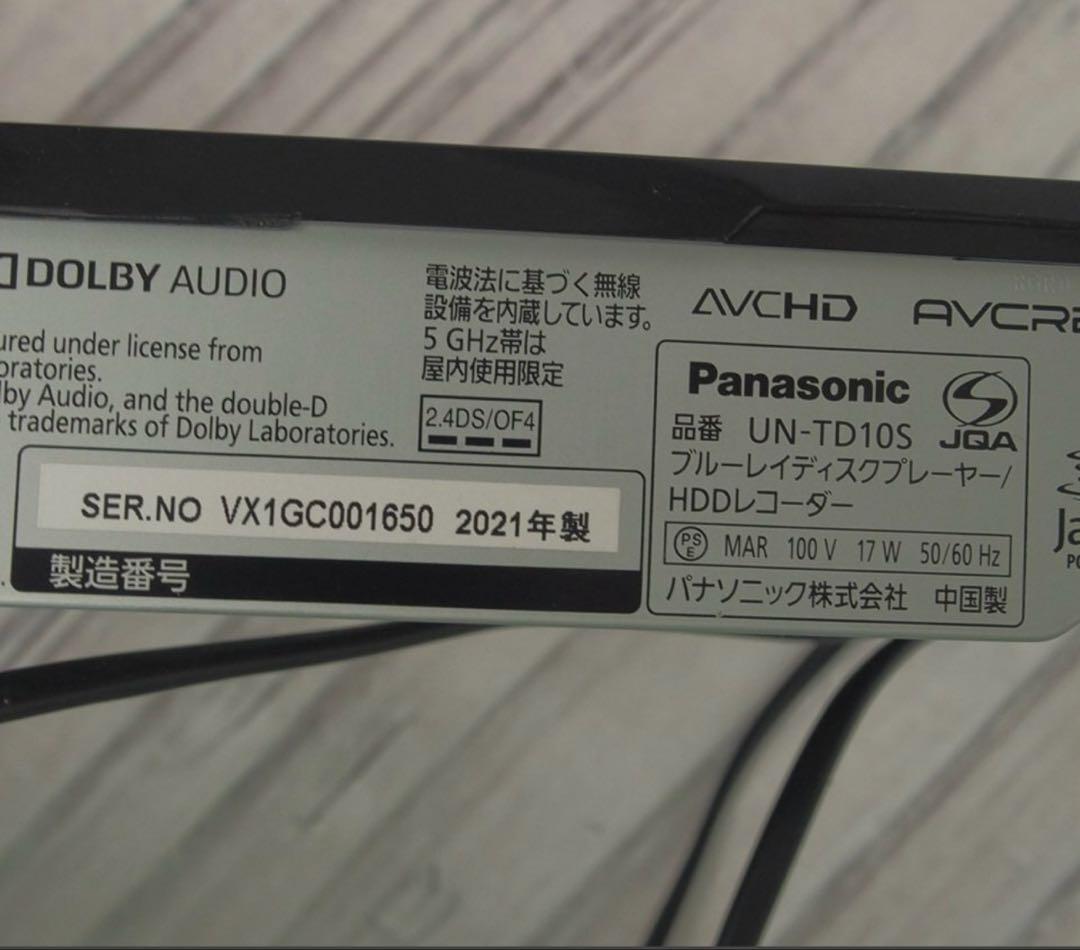 DOLBY AUDIO
ured under license from
oratories.
lby Audio, and the double-D
trademarks of Dolby Laboratories.
電波法に基づく無線
設備を内蔵しています。
5 GHz帯は
屋内使用限定
2.4DS/OF4
AVCHD
AVCRE
SER.NO VX1GC001650 2021年製
製造番号
Panasonic
JQA
品番 UN-TD10S
ブルーレイディスクプレーヤー/
HDDレコーダー
PSE MAR 100 V 17 W 50/60 Hz
パナソニック株式会社 中国製